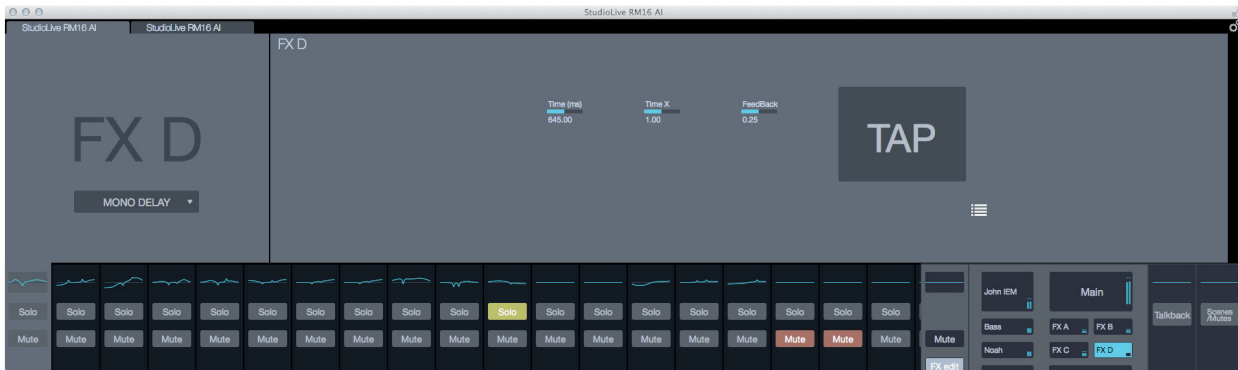 StudioLive RM16 AI
StudioLive RM16 AI
StudioLive RM16 AI
FX D
FX D
MONO DELAY
Time (ms)
645.00
Time X
1.00
FeedBack
0.25
TAP
Solo Solo Solo Solo Solo Solo Solo Solo Solo Solo Solo Solo Solo Solo Solo Solo Solo Solo Solo
Mute Mute Mute Mute Mute Mute Mute Mute Mute Mute Mute Mute Mute Mute Mute Mute Mute Mute Mute Mute
FX edit
John IEM
Main
Bass
FX A
FX B
Noah
FX C
FX D
Talkback
Scenes
/Mutes